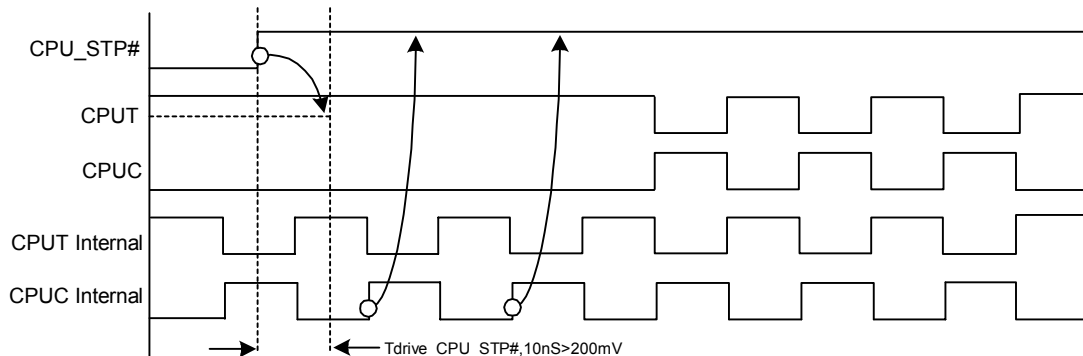 CPU_STP#
CPUT
CPUC
CPUT Internal
CPUC Internal
Tdrive_CPU_STP#,10nS>200mV